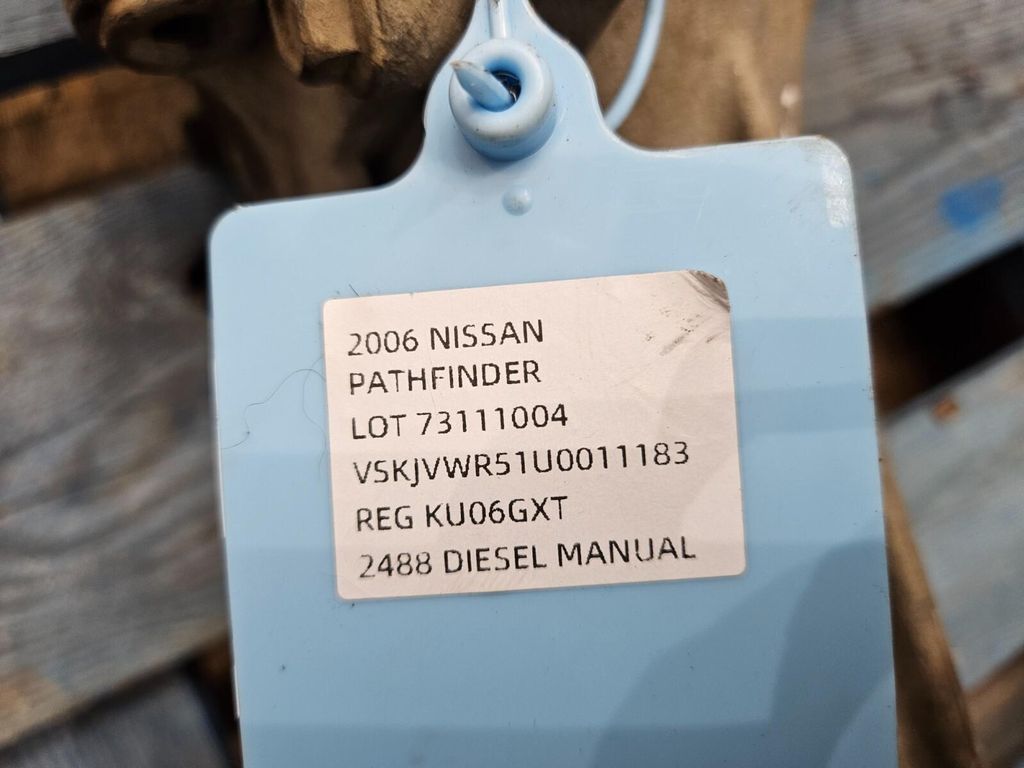 2006 NISSAN
PATHFINDER
LOT 73111004
VSKJVWR51U0011183
REG KU06GXT
2488 DIESEL MANUAL